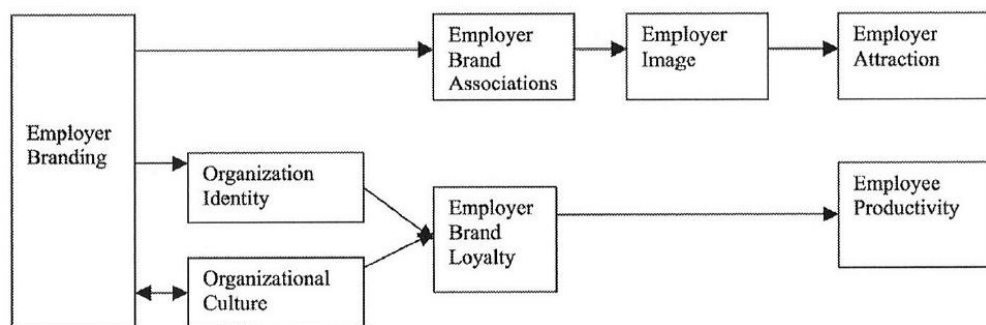 Employer
Branding
Employer
Brand
Associations
Employer
Image
Employer
Attraction
Organization
Identity
Organizational
Culture
Employer
Brand
Loyalty
Employee
Productivity